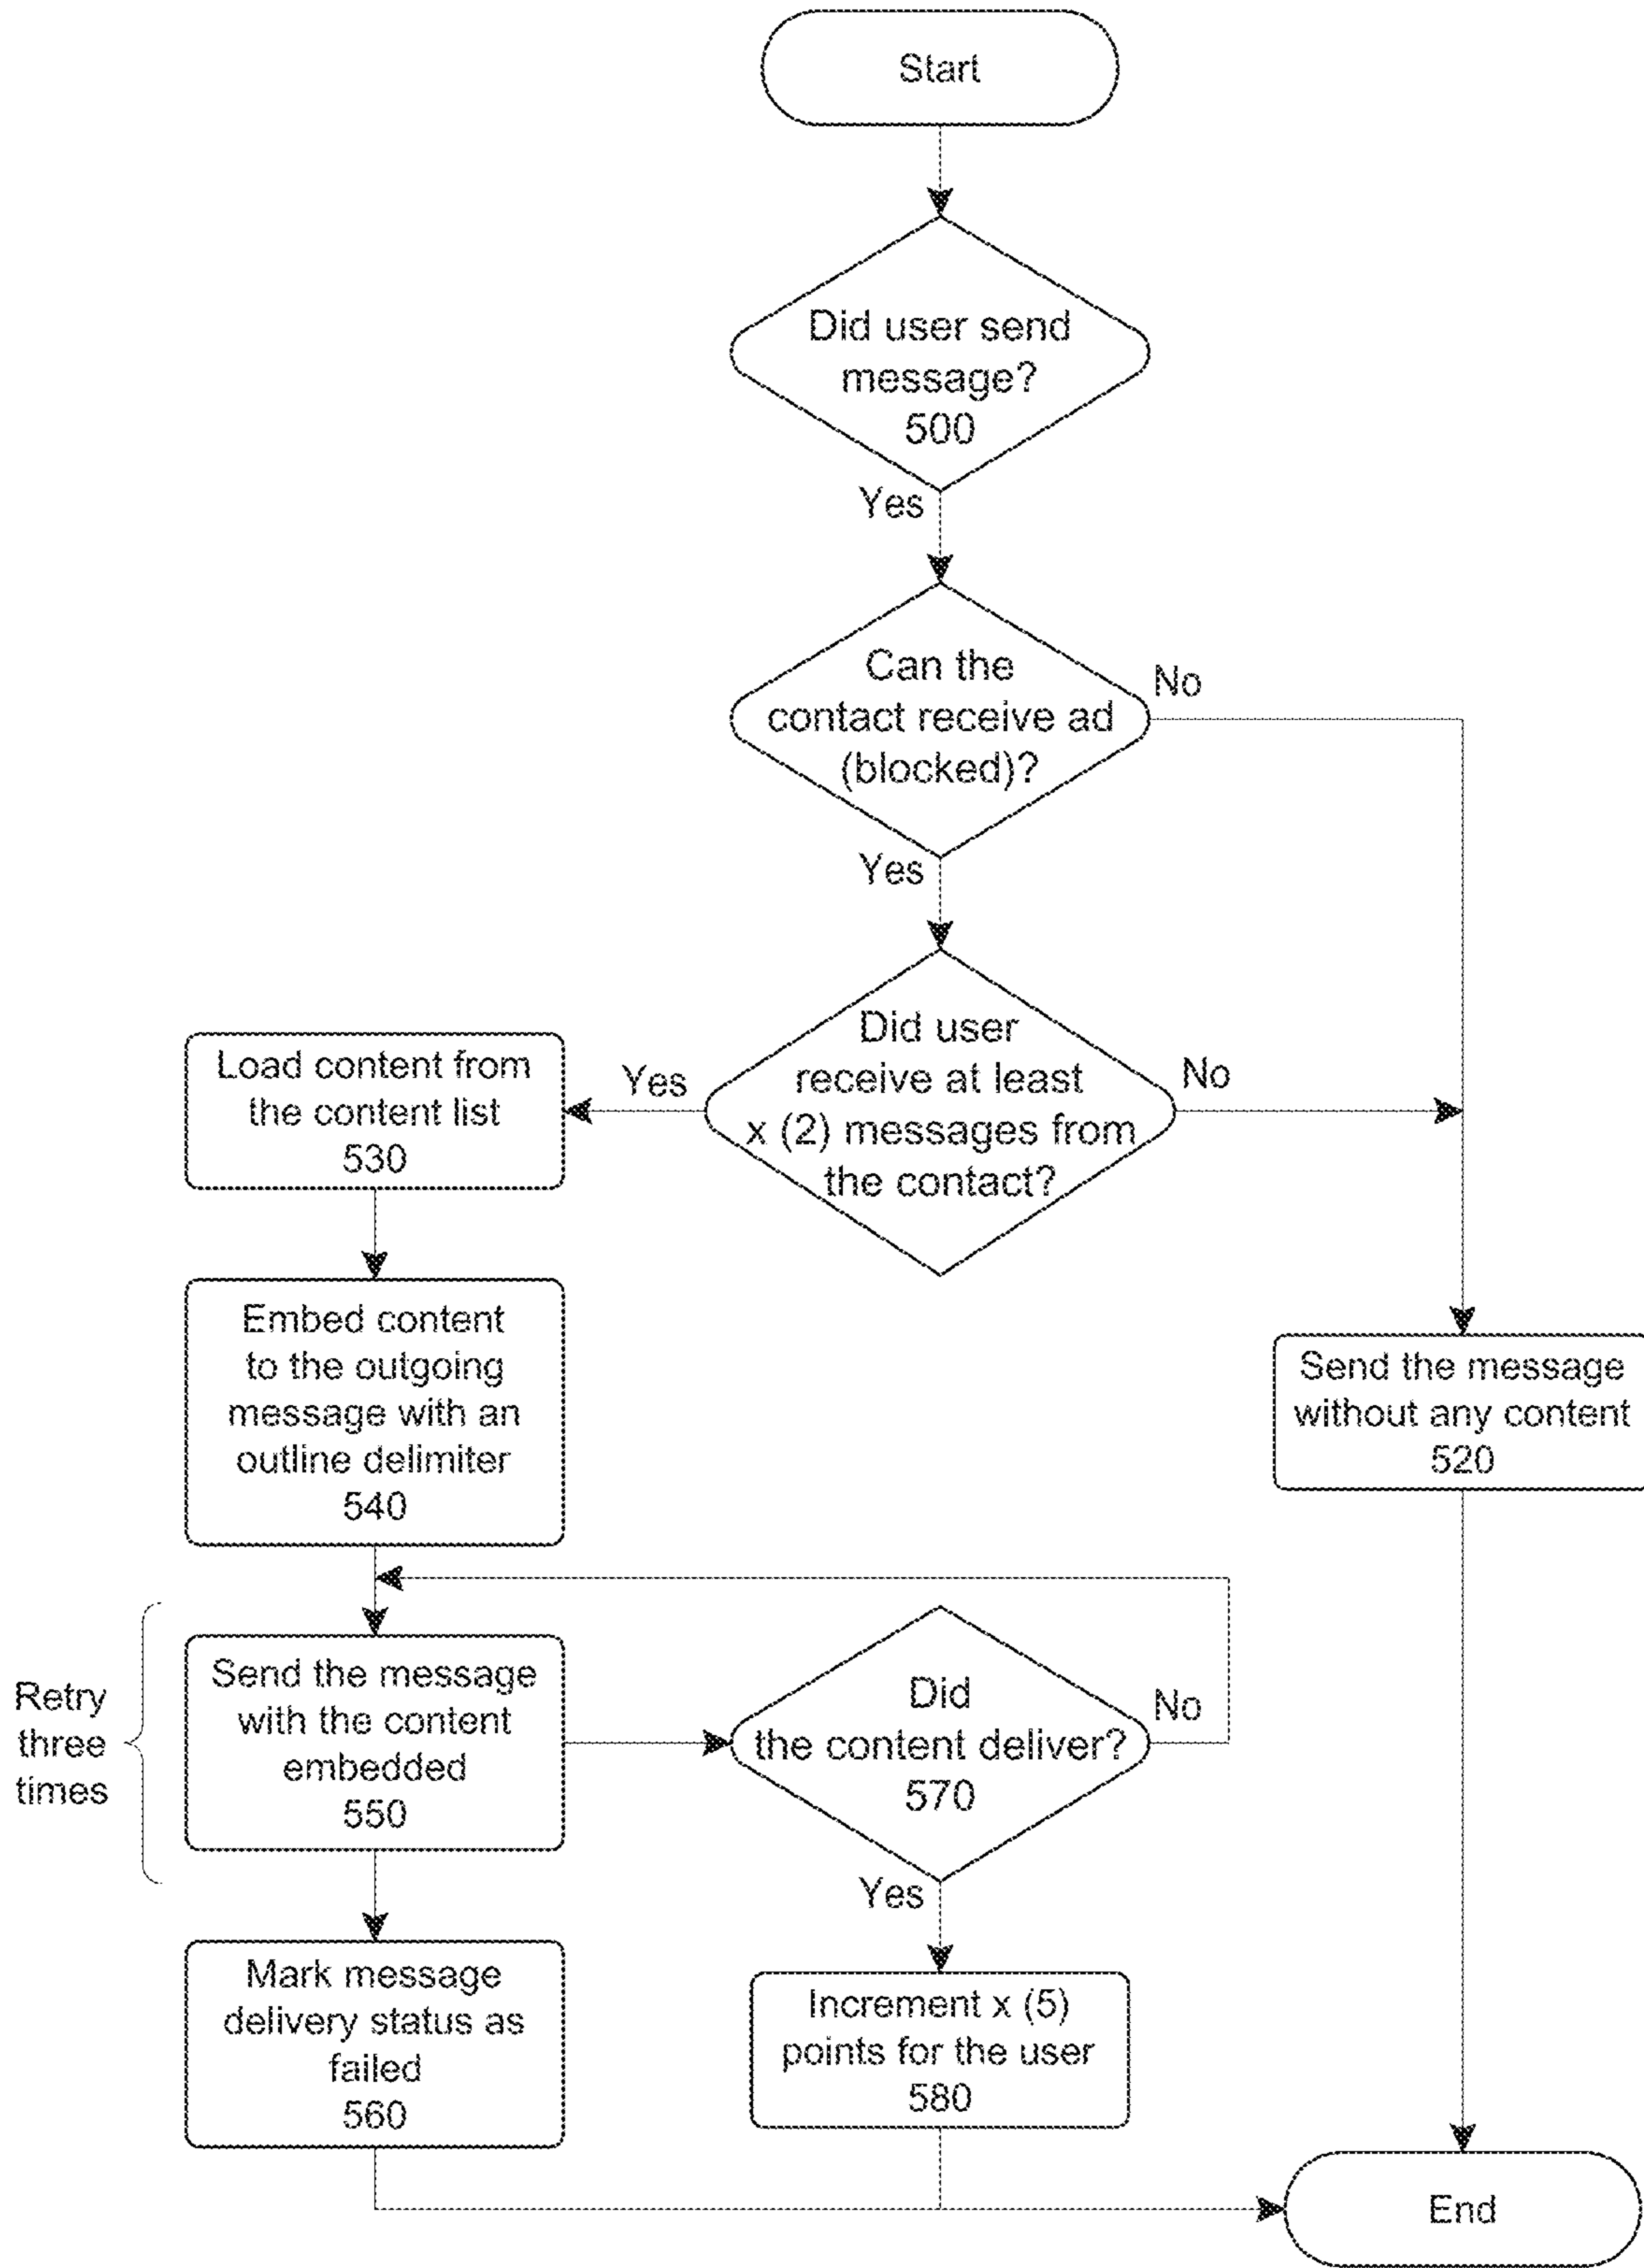 Start
Did user send
message?
500
Yes
Can the
contact receive ad
(blocked)?
No
Yes
Did user
receive at least
x (2) messages from
the contact?
Yes
No
Load content from
the content list
530
Embed content
to the outgoing
message with an
outline delimiter
540
Send the message
without any content
520
Retry
three
times
Send the message
with the content
embedded
550
Did
the content deliver?
570
No
Yes
Mark message
delivery status as
failed
560
Increment x (5)
points for the user
580
End